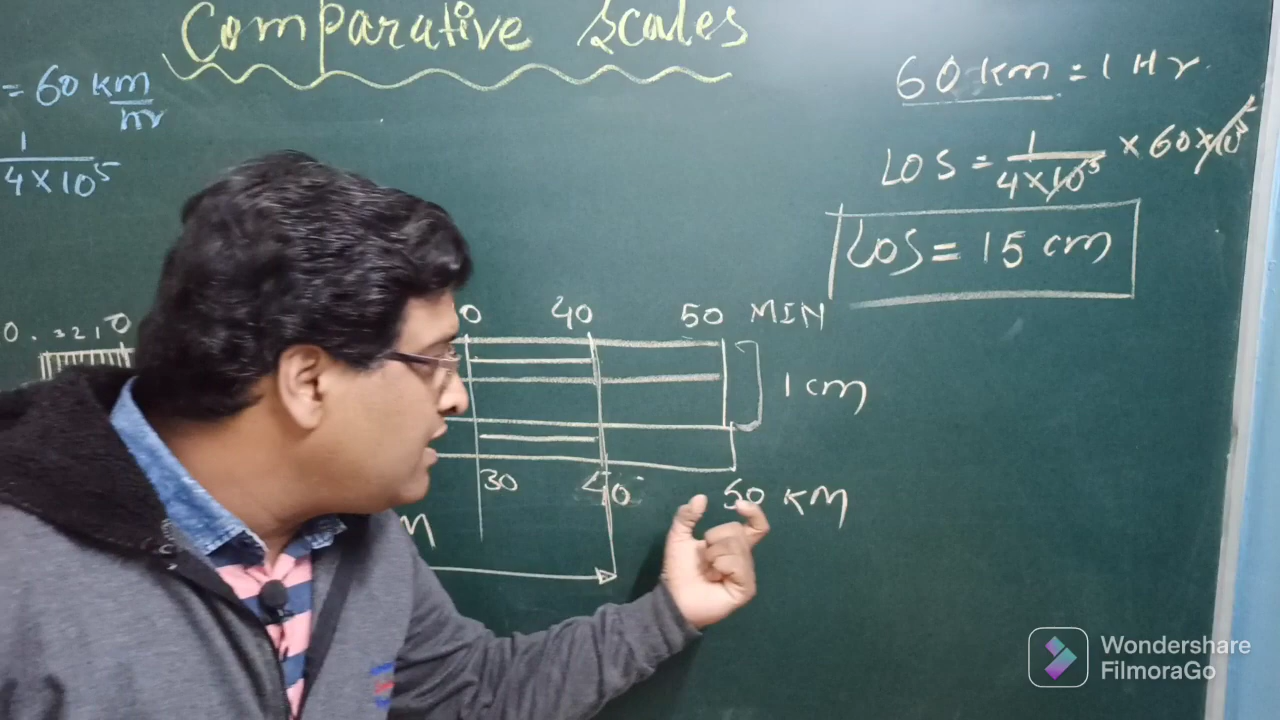 Comparative Scales
= 60 km/hr
1
4 × 10⁵
60 km = 1 Hr
LOS = 1/(4×10⁵) × 60×10⁵
LOS = 15 cm
0 . 3 2 1 0
0 40 50 MIN
1 cm
30 40 50 KM
m
Wondershare
FilmoraGo